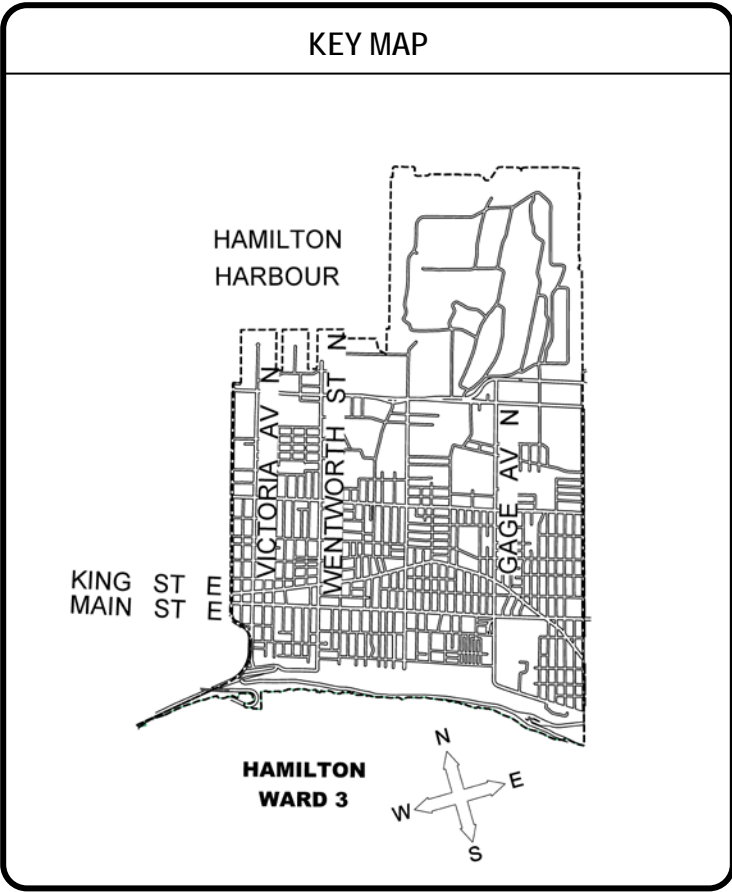 KEY MAP
HAMILTON
HARBOUR
VICTORIA AV N
WENTWORTH ST N
GAGE AV N
KING ST E
MAIN ST E
HAMILTON
WARD 3
N
E
W
S